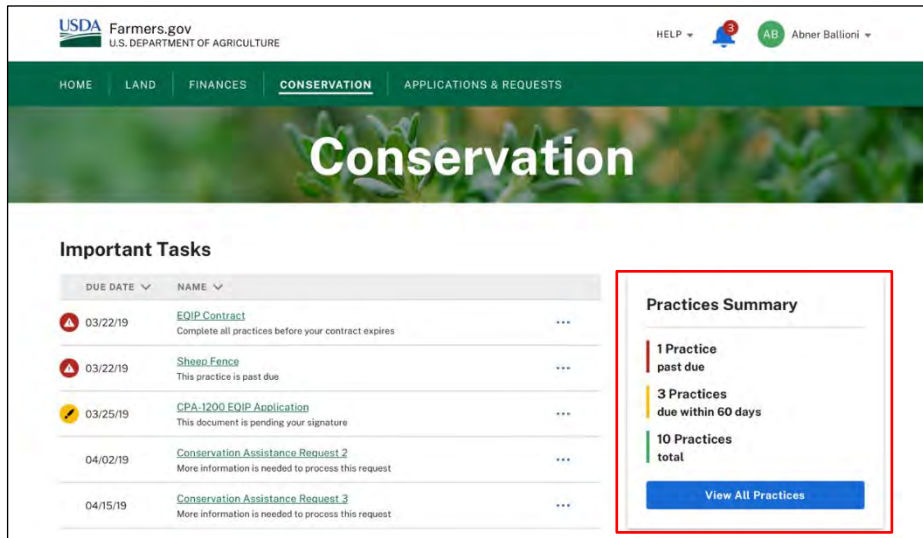 USDA Farmers.gov
U.S. DEPARTMENT OF AGRICULTURE
HELP
3
AB
Abner Ballioni
HOME LAND FINANCES CONSERVATION APPLICATIONS & REQUESTS
Conservation
Important Tasks
DUE DATE NAME
03/22/19 EQIP Contract
Complete all practices before your contract expires
03/22/19 Sheep Fence
This practice is past due
03/25/19 CPA-1200 EQIP Application
This document is pending your signature
04/02/19 Conservation Assistance Request 2
More information is needed to process this request
04/15/19 Conservation Assistance Request 3
More information is needed to process this request
Practices Summary
1 Practice
past due
3 Practices
due within 60 days
10 Practices
total
View All Practices